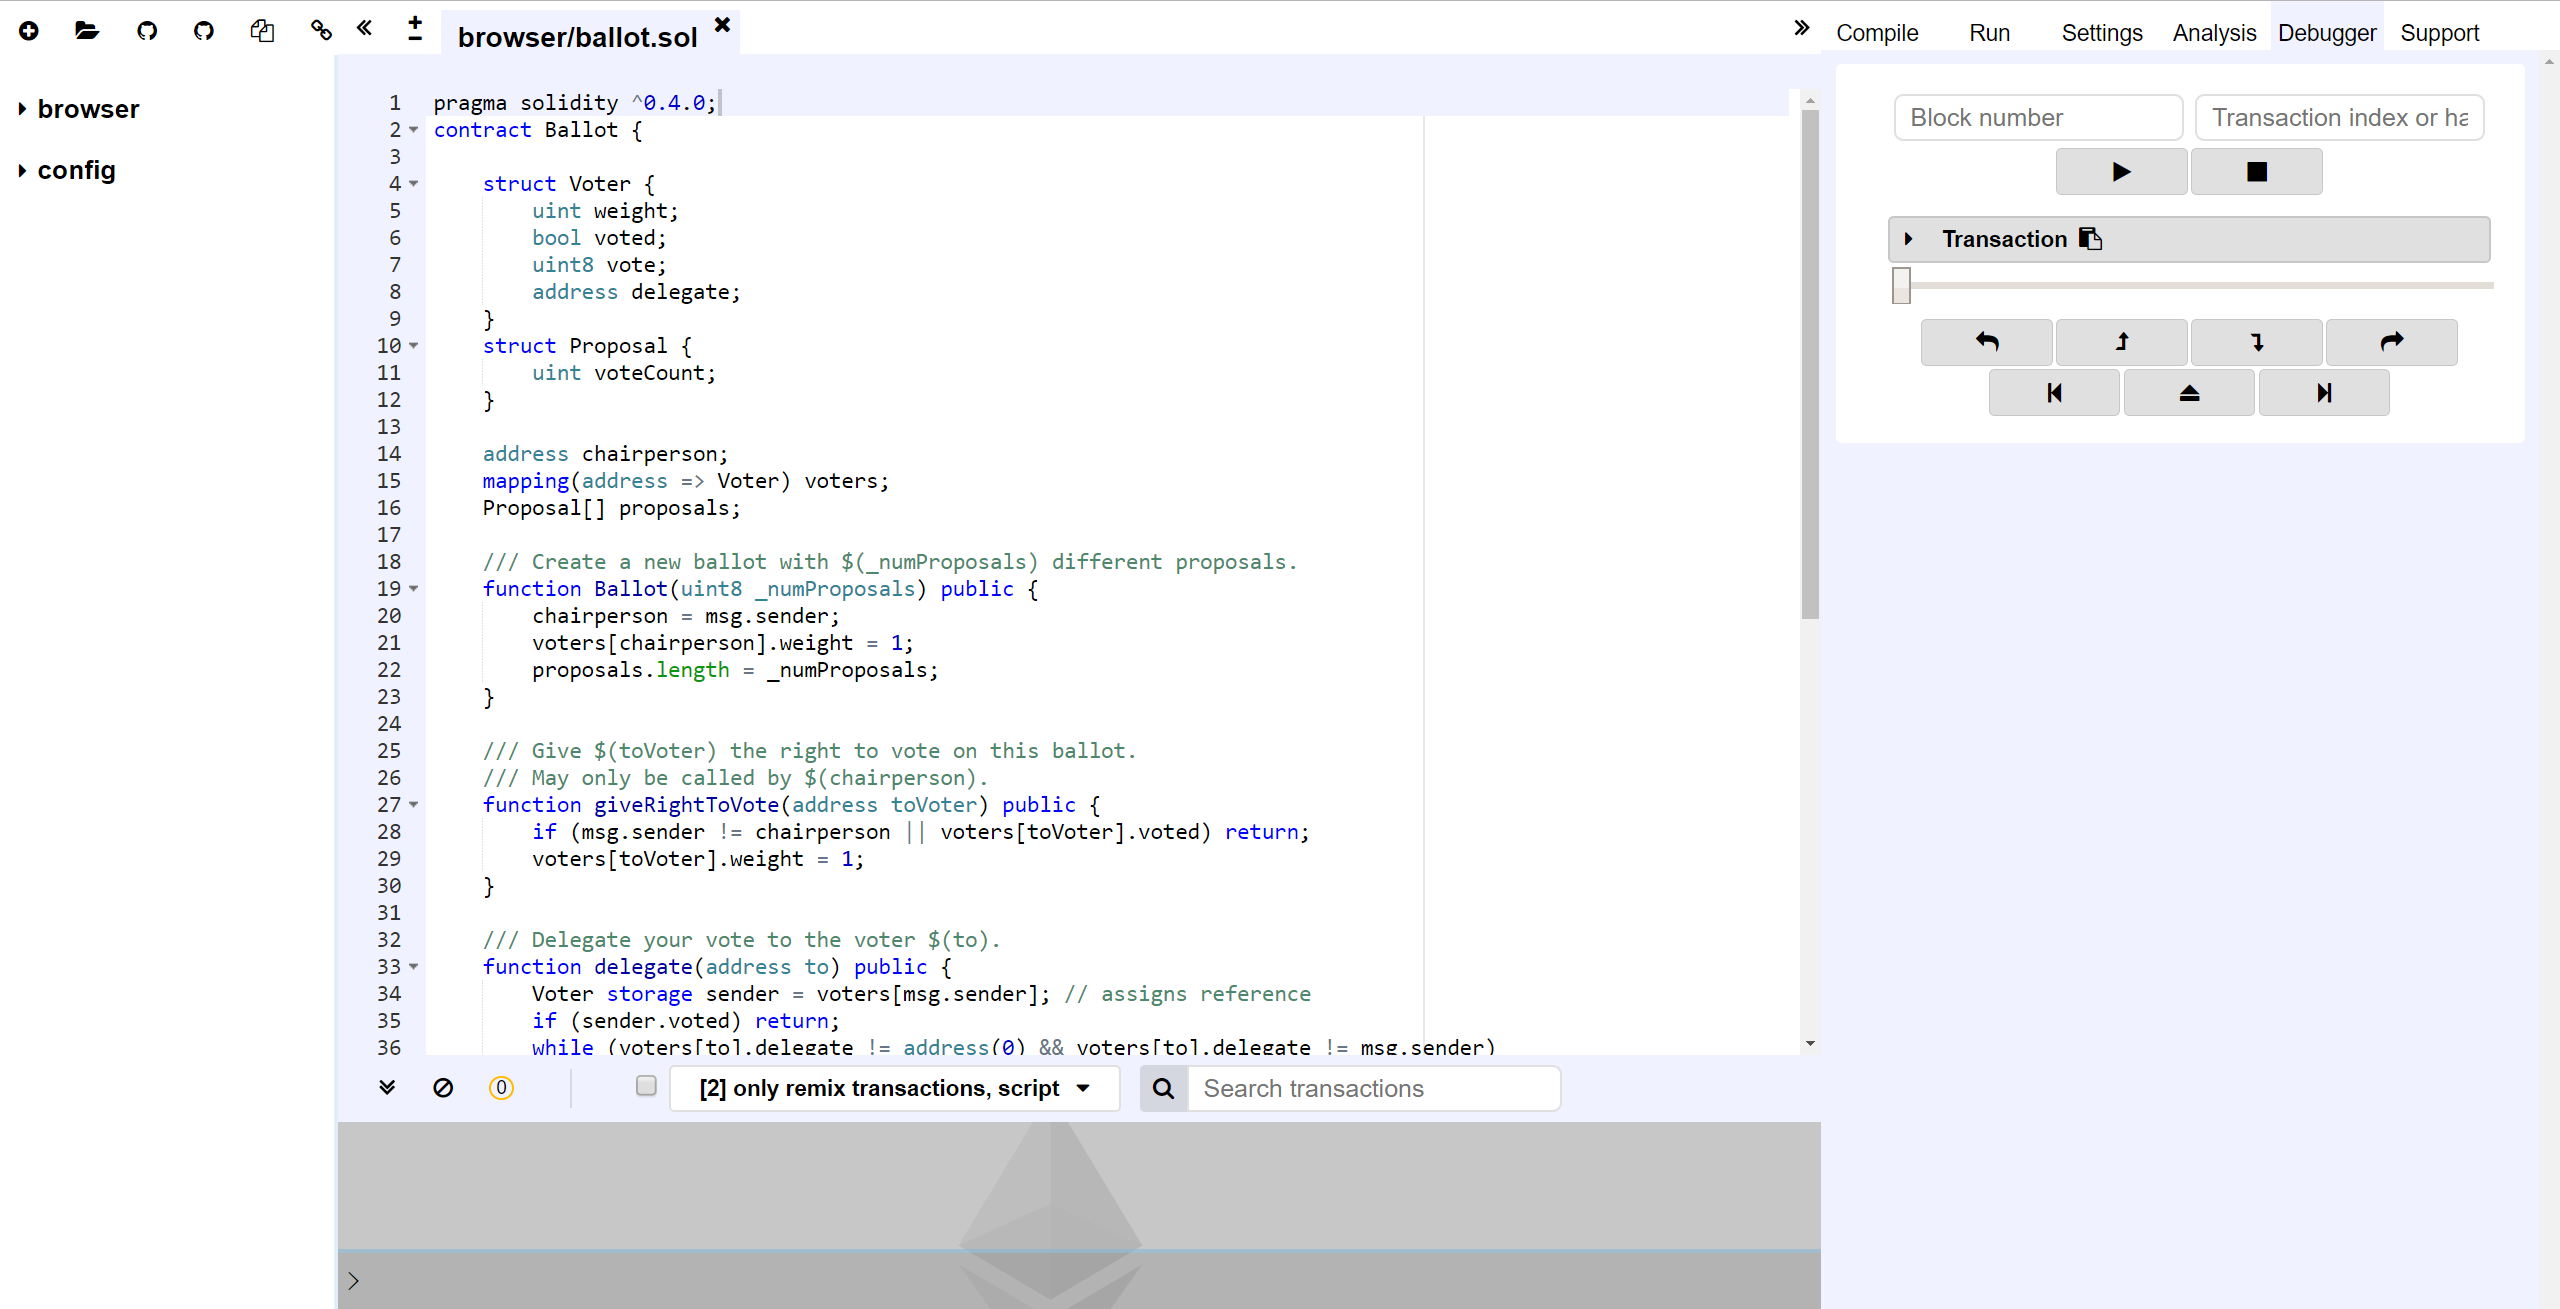 browser/ballot.sol
Compile Run Settings Analysis Debugger Support
browser
config
1 pragma solidity ^0.4.0;
2 contract Ballot {
3
4 struct Voter {
5 uint weight;
6 bool voted;
7 uint8 vote;
8 address delegate;
9 }
10 struct Proposal {
11 uint voteCount;
12 }
13
14 address chairperson;
15 mapping(address => Voter) voters;
16 Proposal[] proposals;
17
18 /// Create a new ballot with $(_numProposals) different proposals.
19 function Ballot(uint8 _numProposals) public {
20 chairperson = msg.sender;
21 voters[chairperson].weight = 1;
22 proposals.length = _numProposals;
23 }
24
25 /// Give $(toVoter) the right to vote on this ballot.
26 /// May only be called by $(chairperson).
27 function giveRightToVote(address toVoter) public {
28 if (msg.sender != chairperson || voters[toVoter].voted) return;
29 voters[toVoter].weight = 1;
30 }
31
32 /// Delegate your vote to the voter $(to).
33 function delegate(address to) public {
34 Voter storage sender = voters[msg.sender]; // assigns reference
35 if (sender.voted) return;
36 while (voters[to].delegate != address(0) && voters[to].delegate != msg.sender)
0
[2] only remix transactions, script
Search transactions
>
Block number
Transaction index or ha
Transaction